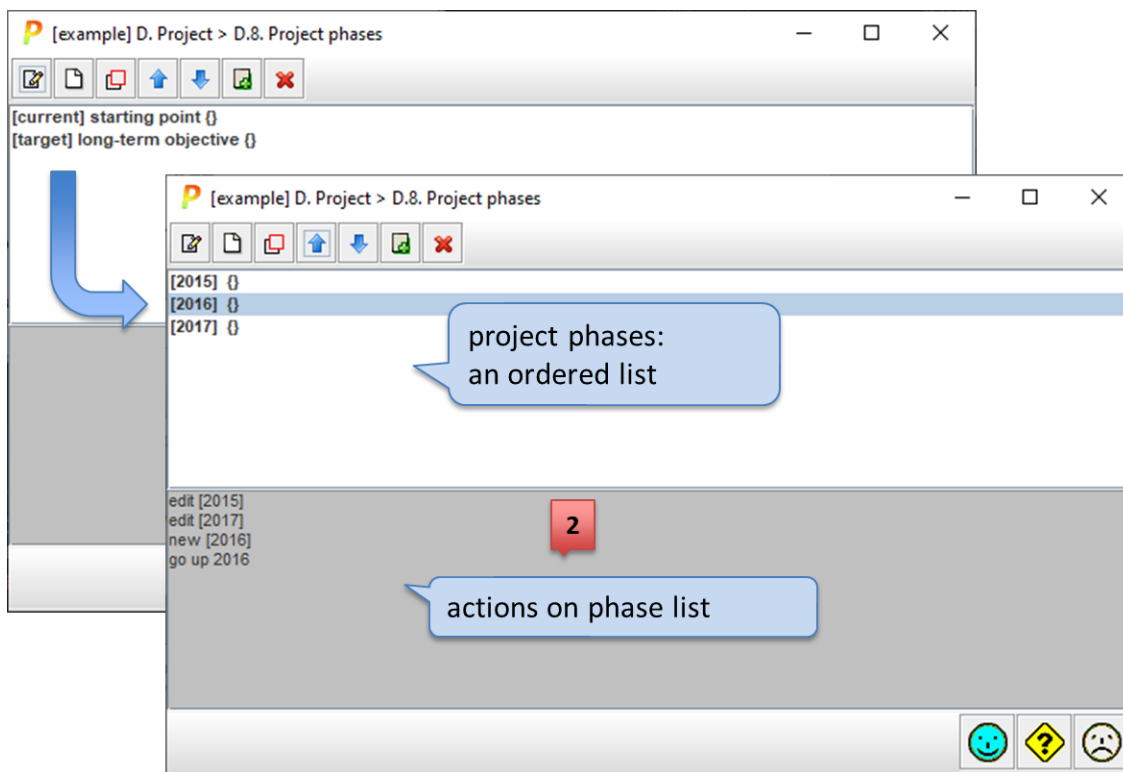 [example] D. Project > D.8. Project phases
[current] starting point {}
[target] long-term objective {}
[example] D. Project > D.8. Project phases
[2015] {}
[2016] {}
[2017] {}
project phases:
an ordered list
edit [2015]
edit [2017]
new [2016]
go up 2016
2
actions on phase list